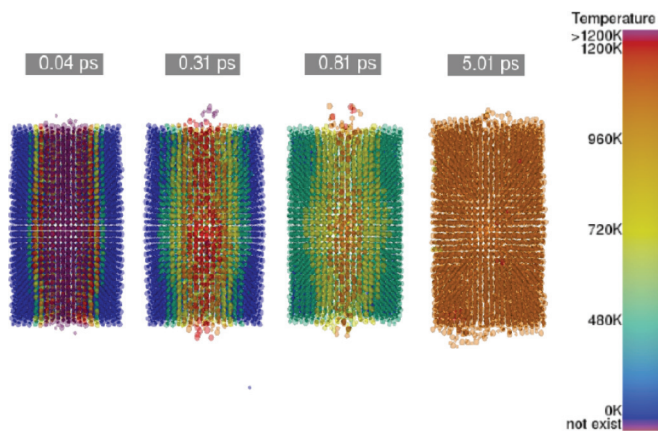 Temperature
>1200K
1200K
0.04 ps
0.31 ps
0.81 ps
5.01 ps
960K
720K
480K
0K
not exist